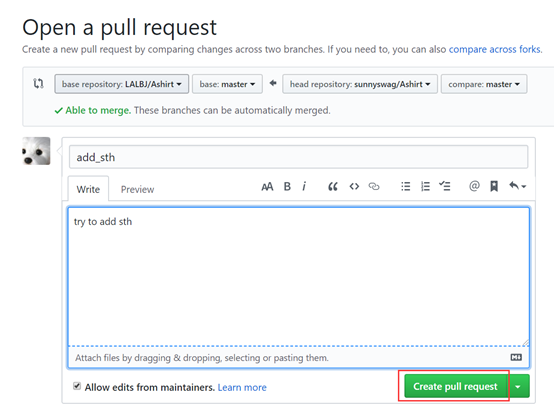 Open a pull request
Create a new pull request by comparing changes across two branches. If you need to, you can also compare across forks.
base repository: LALBJ/Ashirt base: master head repository: sunnyswag/Ashirt compare: master
Able to merge. These branches can be automatically merged.
add_sth
Write Preview AA B i @
try to add sth
Attach files by dragging & dropping, selecting or pasting them.
Allow edits from maintainers. Learn more Create pull request